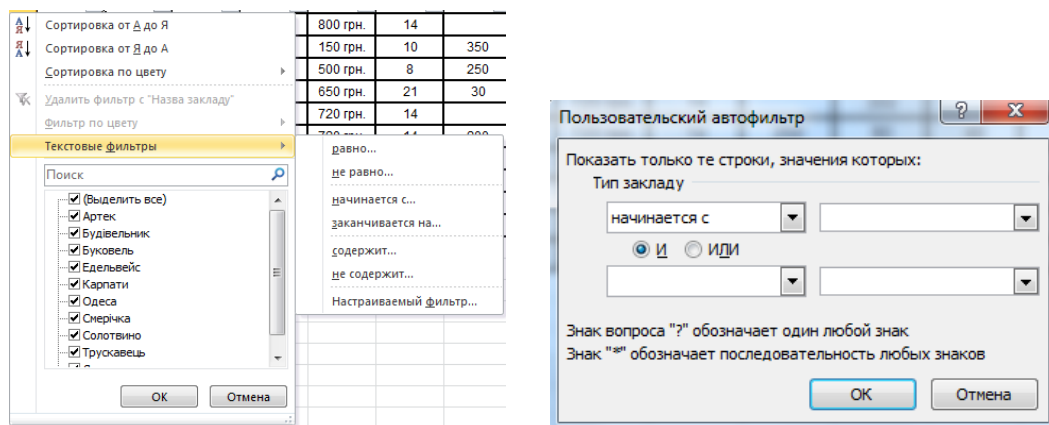 Сортировка от А до Я
Сортировка от Я до А
Сортировка по цвету
Удалить фильтр с "Назва закладу"
Фильтр по цвету
Текстовые фильтры
Поиск
(Выделить все)
Артек
Будівельник
Буковель
Едельвейс
Карпати
Одеса
Смерічка
Солотвино
Трускавець
ОК Отмена
800 грн. 14
150 грн. 10 350
500 грн. 8 250
650 грн. 21 30
720 грн. 14
равно...
не равно...
начинается с...
заканчивается на...
содержит...
не содержит...
Настраиваемый фильтр...
Пользовательский автофильтр
Показать только те строки, значения которых:
Тип закладу
начинается с
И ИЛИ
Знак вопроса "?" обозначает один любой знак
Знак "*" обозначает последовательность любых знаков
ОК Отмена